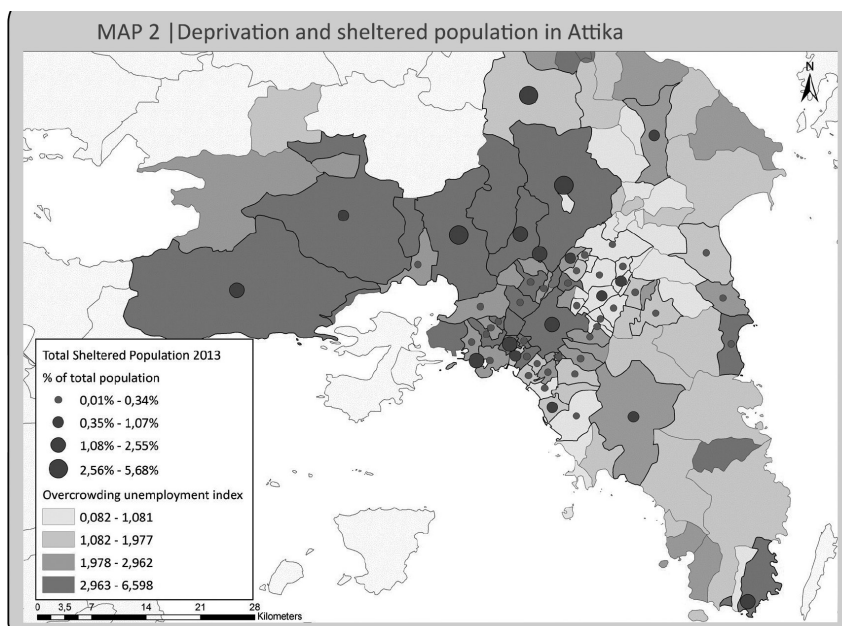 MAP 2 | Deprivation and sheltered population in Attika
N
Total Sheltered Population 2013
% of total population
0,01% - 0,34%
0,35% - 1,07%
1,08% - 2,55%
2,56% - 5,68%
Overcrowding unemployment index
0,082 - 1,081
1,082 - 1,977
1,978 - 2,962
2,963 - 6,598
0 3,5 7 14 21 28
Kilometers